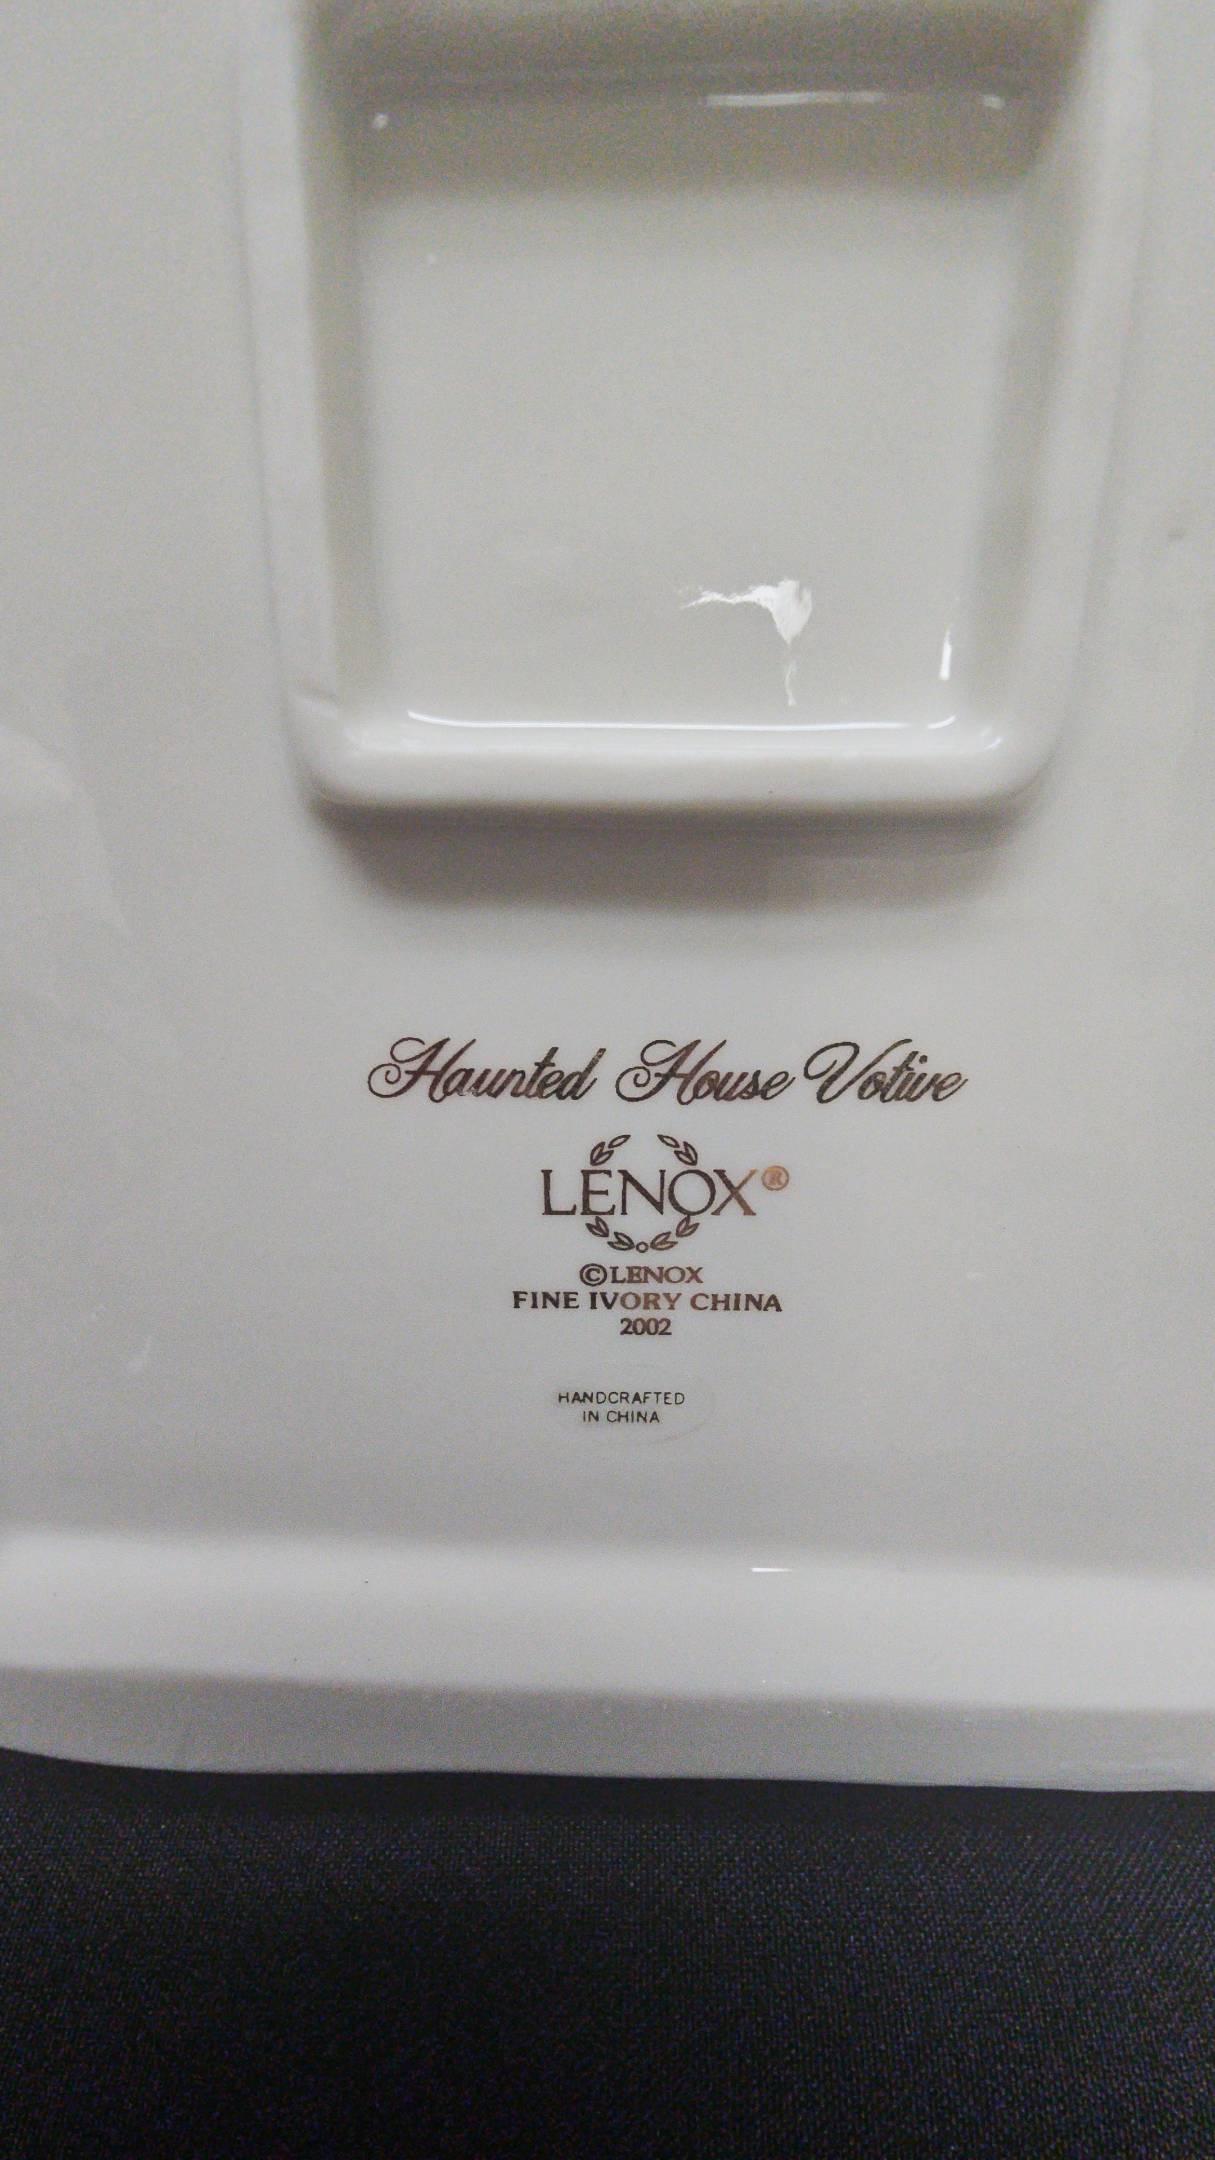 Haunted House Votive
LENOX®
©LENOX
FINE IVORY CHINA
2002
HANDCRAFTED
IN CHINA